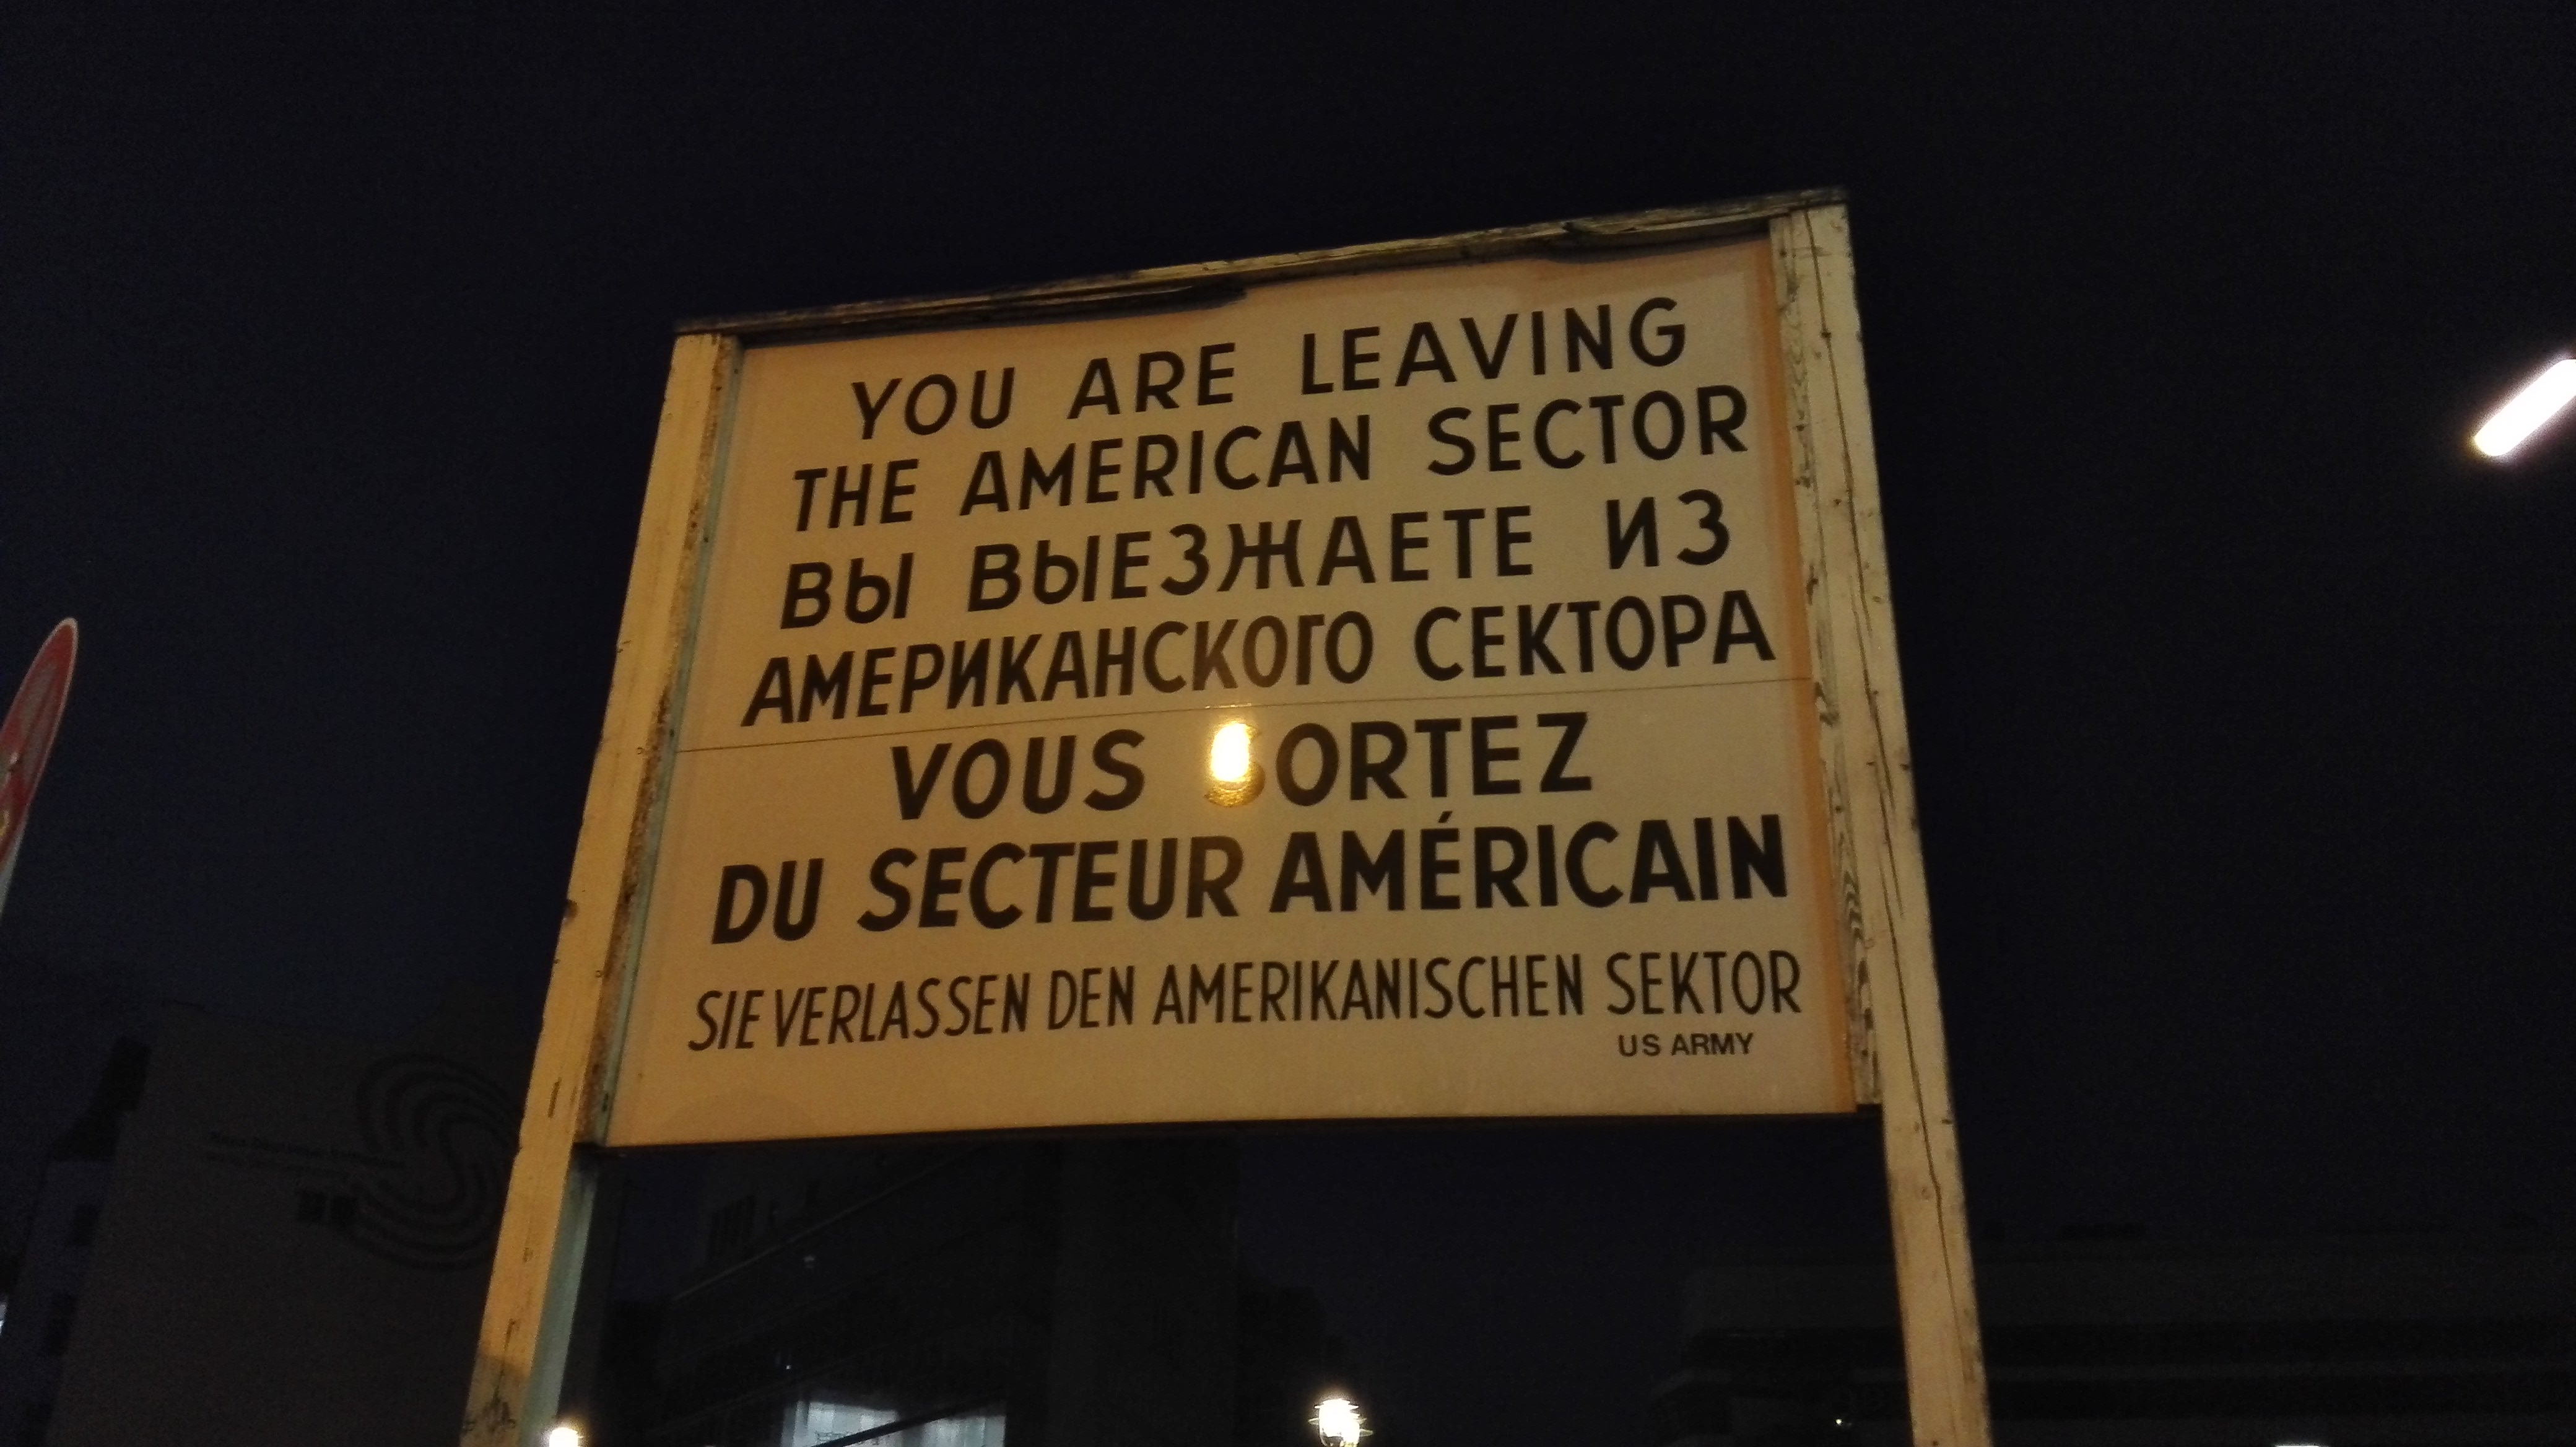 YOU ARE LEAVING
THE AMERICAN SECTOR
ВЫ ВЫЕЗЖАЕТЕ ИЗ
АМЕРИКАНСКОГО СЕКТОРА
VOUS SORTEZ
DU SECTEUR AMÉRICAIN
SIE VERLASSEN DEN AMERIKANISCHEN SEKTOR
US ARMY